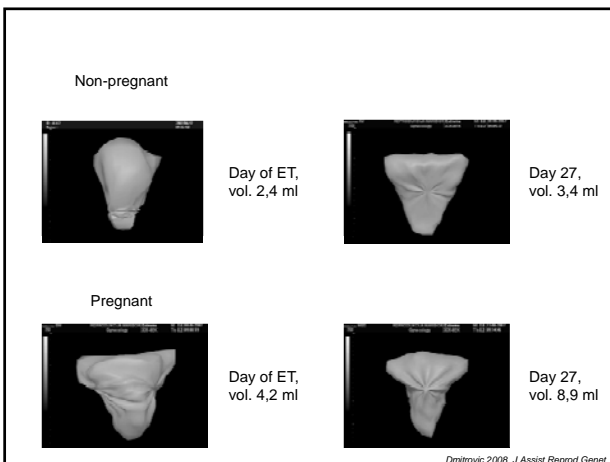 Non-pregnant
Day of ET,
vol. 2,4 ml
Day 27,
vol. 3,4 ml
Pregnant
Day of ET,
vol. 4,2 ml
Day 27,
vol. 8,9 ml
Dmitrovic 2008, J Assist Reprod Genet